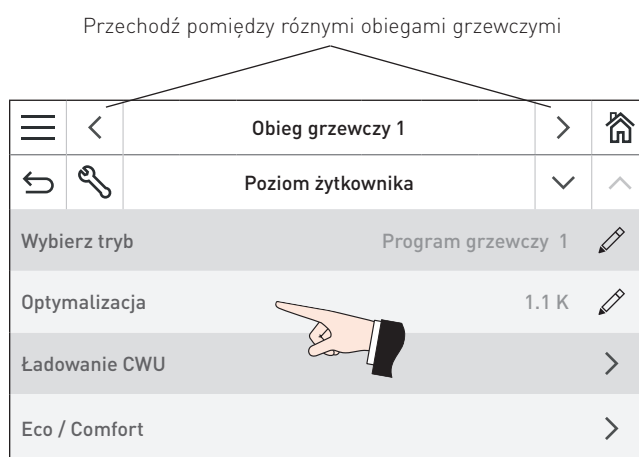 Przechodź pomiędzy róznymi obiegami grzewczymi
Obieg grzewczy 1
Poziom żytkownika
Wybierz tryb Program grzewczy 1
Optymalizacja 1.1 K
Ładowanie CWU
Eco / Comfort